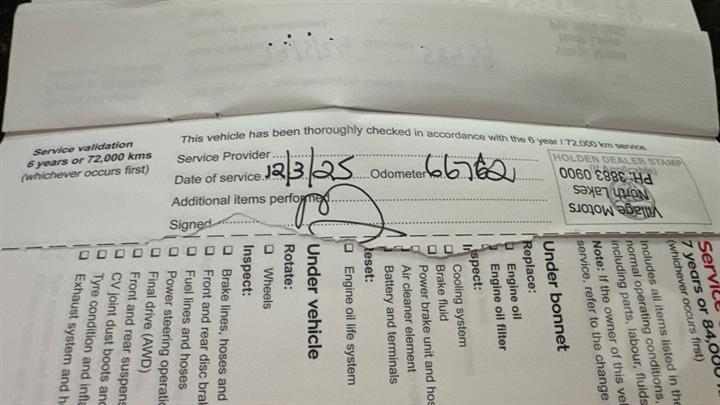 Service validation
6 years or 72,000 kms
(whichever occurs first)
This vehicle has been thoroughly checked in accordance with the 6 year / 72,000 km service.
Service Provider
Date of service 12/3/25 Odometer 66762
Additional items performed
Signed
HOLDEN DEALER STAMP
Village Motors
North Lakes
PH: 3883 0900
Service
7 years or 84,00
(whichever occurs first)
Includes all items listed in the
normal operating conditions,
including parts, labour, fluids
Note: If the owner of this veh
service, refer to the change
Under bonnet
Replace:
Engine oil
Engine oil filter
Inspect:
Cooling system
Brake fluid
Power brake unit and hos
Air cleaner element
Battery and terminals
eset:
Engine oil life system
Under vehicle
Rotate:
Wheels
Inspect:
Brake lines, hoses and
Front and rear disc bra
Fuel lines and hoses
Power steering operati
Final drive (AWD)
Front and rear suspens
CV joint dust boots and
Tyre condition and infla
Exhaust system and h